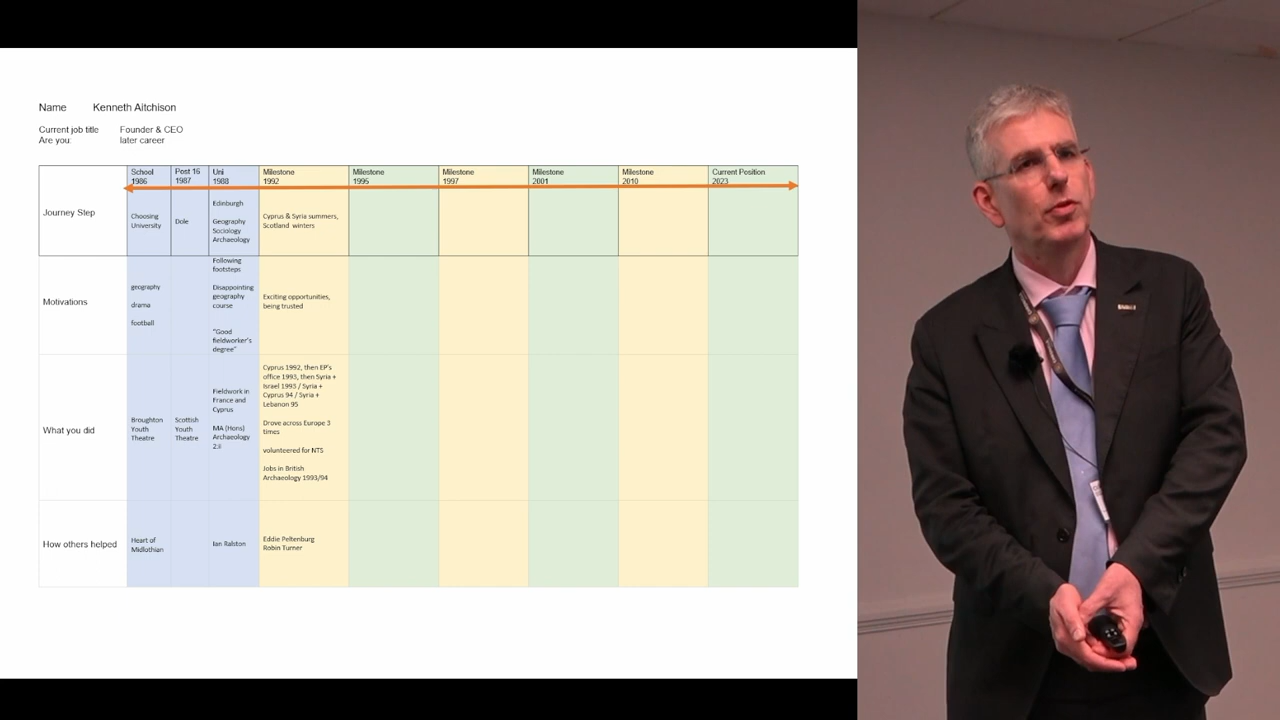 Name Kenneth Aitchison
Current job title Founder & CEO
Are you: later career
School
1986
Post 16
1987
Uni
1988
Milestone
1992
Milestone
1995
Milestone
1997
Milestone
2001
Milestone
2010
Current Position
2023
Journey Step
Choosing
University
Dole
Edinburgh
Geography
Sociology
Archaeology
Cyprus & Syria summers,
Scotland winters
Motivations
geography
drama
football
Following
footsteps
Disappointing
geography
course
"Good
fieldworker's
degree"
Exciting opportunities,
being trusted
What you did
Broughton
Youth
Theatre
Scottish
Youth
Theatre
Fieldwork in
France and
Cyprus
MA (Hons)
Archaeology
2:ii
Cyprus 1992, then EP's
office 1993, then Syria +
Israel 1993 / Syria +
Cyprus 94 / Syria +
Lebanon 95
Drove across Europe 3
times
volunteered for NTS
Jobs in British
Archaeology 1993/94
How others helped
Heart of
Midlothian
Ian Ralston
Eddie Peltenburg
Robin Turner